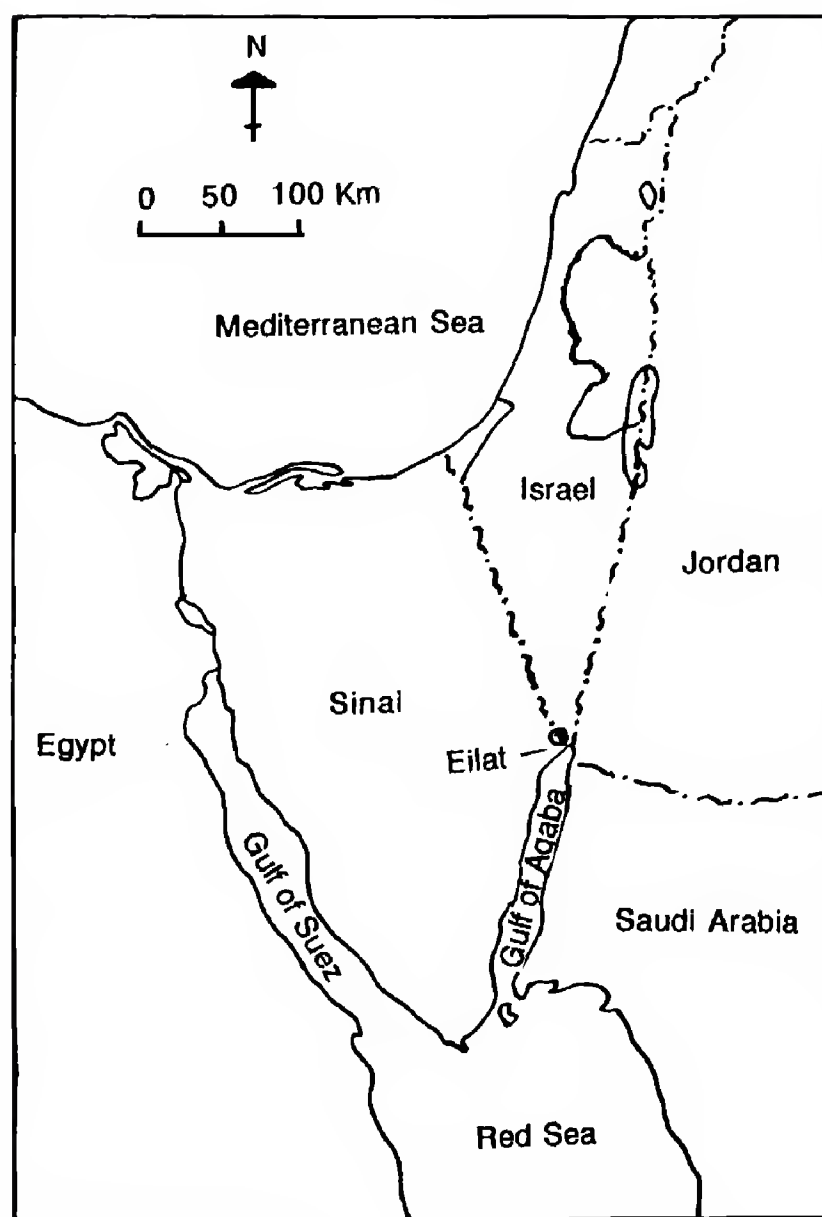 N
0 50 100 Km
Mediterranean Sea
Israel
Jordan
Sinai
Egypt
Eilat
Gulf of Aqaba
Gulf of Suez
Saudi Arabia
Red Sea